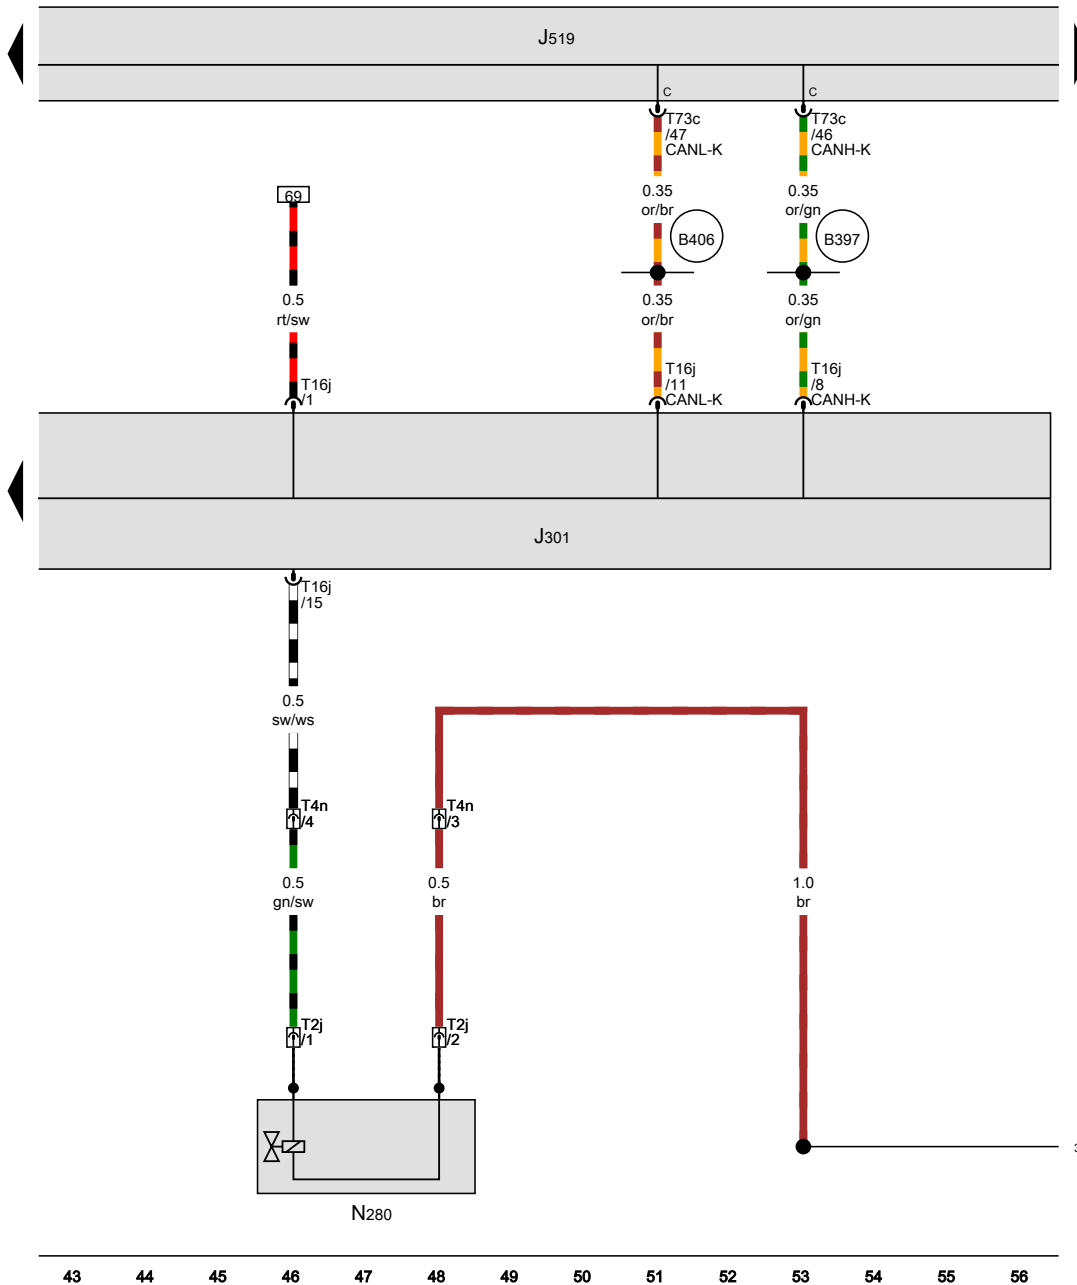 J519
C
C
T73c
/47
CANL-K
T73c
/46
CANH-K
0.35
or/br
0.35
or/gn
69
B406
B397
0.5
rt/sw
0.35
or/br
0.35
or/gn
T16j
/1
T16j
/11
CANL-K
T16j
/8
CANH-K
J301
T16j
/15
0.5
sw/ws
T4n
/4
T4n
/3
0.5
gn/sw
0.5
br
1.0
br
T2j
/1
T2j
/2
N280
43 44 45 46 47 48 49 50 51 52 53 54 55 56